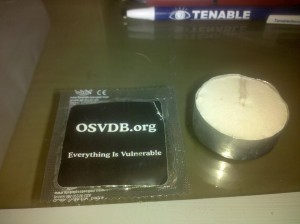 TENABLE
OSVDB.org
Everything Is Vulnerable